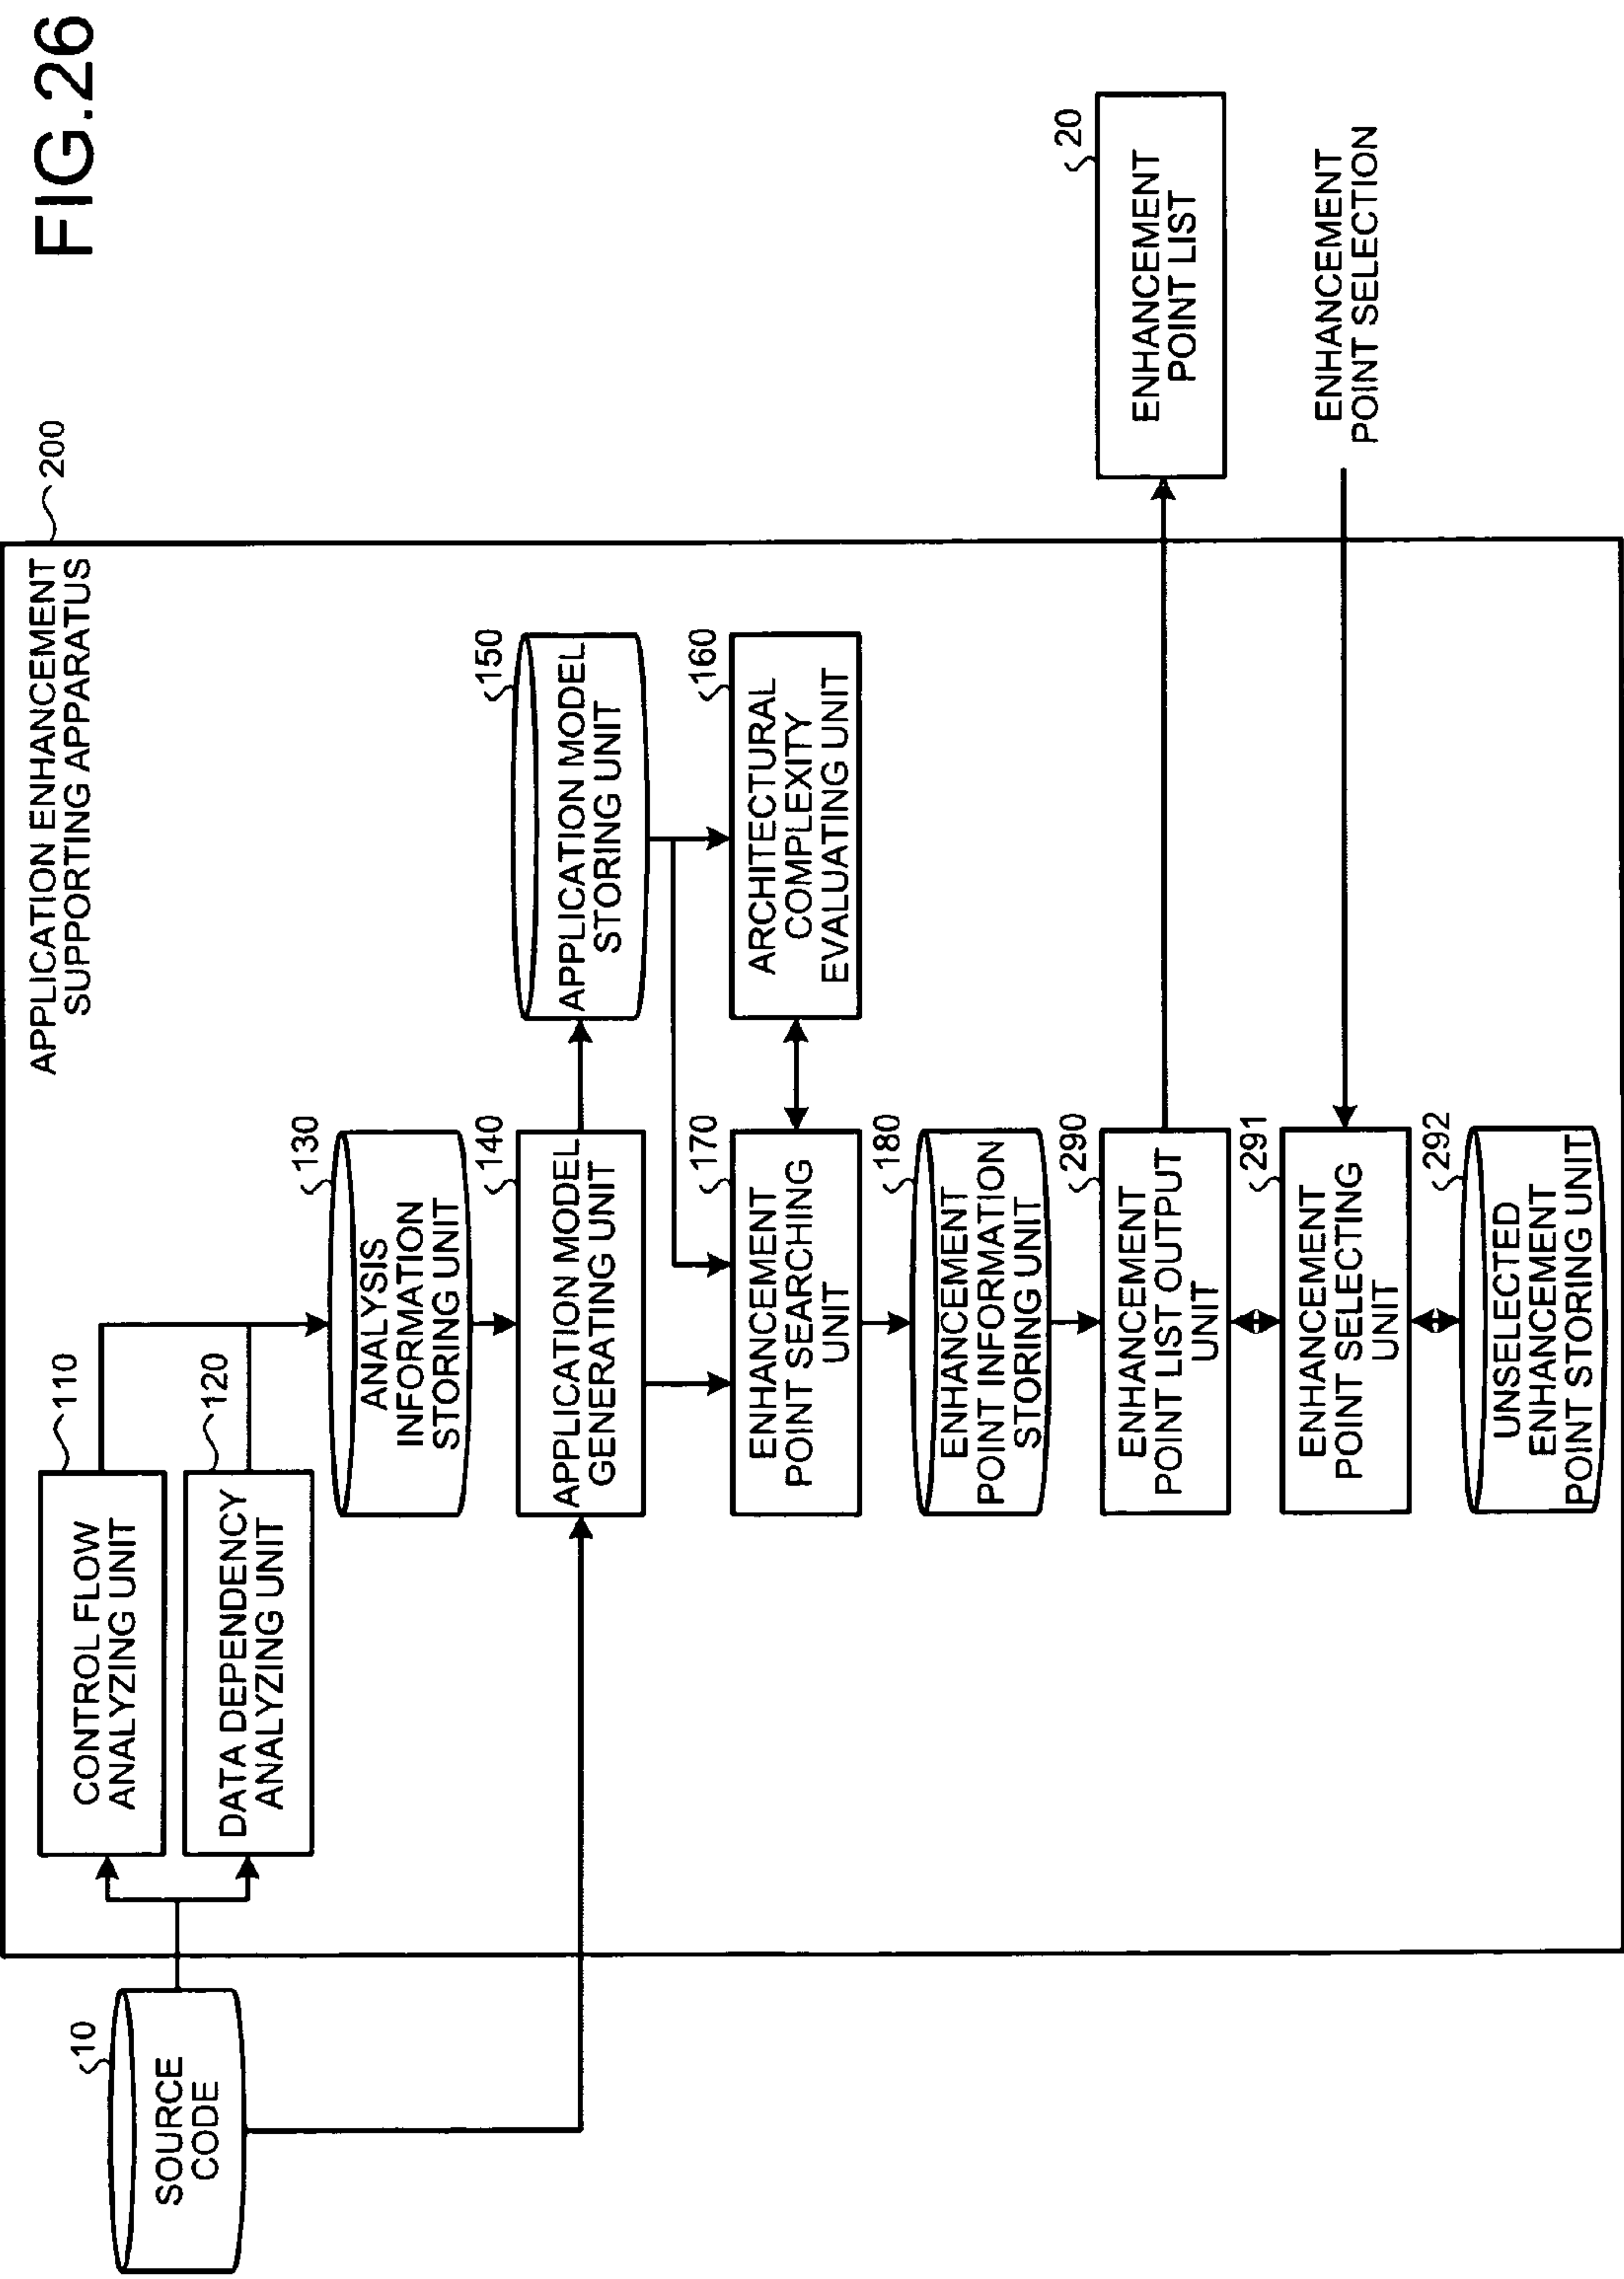 FIG.26
200
APPLICATION ENHANCEMENT
SUPPORTING APPARATUS
10
SOURCE
CODE
110
CONTROL FLOW
ANALYZING UNIT
120
DATA DEPENDENCY
ANALYZING UNIT
130
ANALYSIS
INFORMATION
STORING UNIT
140
APPLICATION MODEL
GENERATING UNIT
150
APPLICATION MODEL
STORING UNIT
160
ARCHITECTURAL
COMPLEXITY
EVALUATING UNIT
170
ENHANCEMENT
POINT SEARCHING
UNIT
180
ENHANCEMENT
POINT INFORMATION
STORING UNIT
290
ENHANCEMENT
POINT LIST OUTPUT
UNIT
20
ENHANCEMENT
POINT LIST
291
ENHANCEMENT
POINT SELECTING
UNIT
ENHANCEMENT
POINT SELECTION
292
UNSELECTED
ENHANCEMENT
POINT STORING UNIT